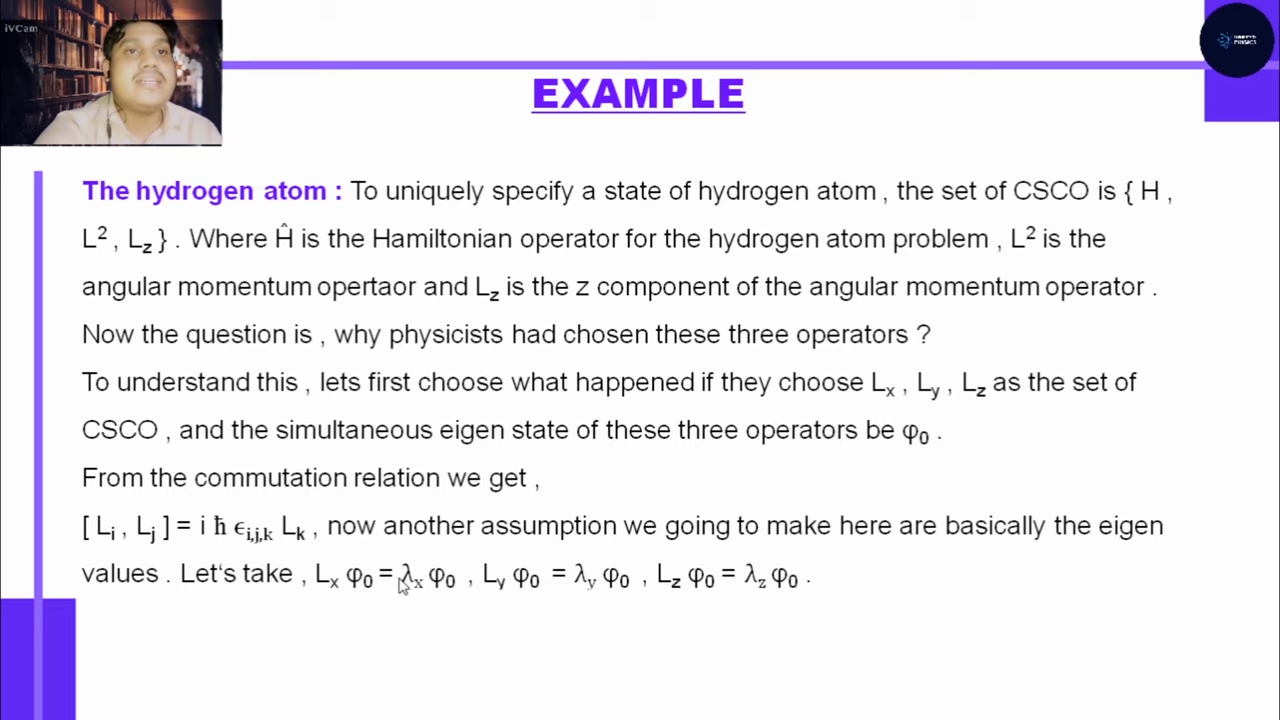 iVCam
EXAMPLE
The hydrogen atom : To uniquely specify a state of hydrogen atom , the set of CSCO is { H ,
L² , Lz } . Where Ĥ is the Hamiltonian operator for the hydrogen atom problem , L² is the
angular momentum opertaor and Lz is the z component of the angular momentum operator .
Now the question is , why physicists had chosen these three operators ?
To understand this , lets first choose what happened if they choose Lx , Ly , Lz as the set of
CSCO , and the simultaneous eigen state of these three operators be φ₀ .
From the commutation relation we get ,
[ Li , Lj ] = i ħ ϵi,j,k Lk , now another assumption we going to make here are basically the eigen
values . Let‘s take , Lx φ₀ = λx φ₀ , Ly φ₀ = λy φ₀ , Lz φ₀ = λz φ₀ .